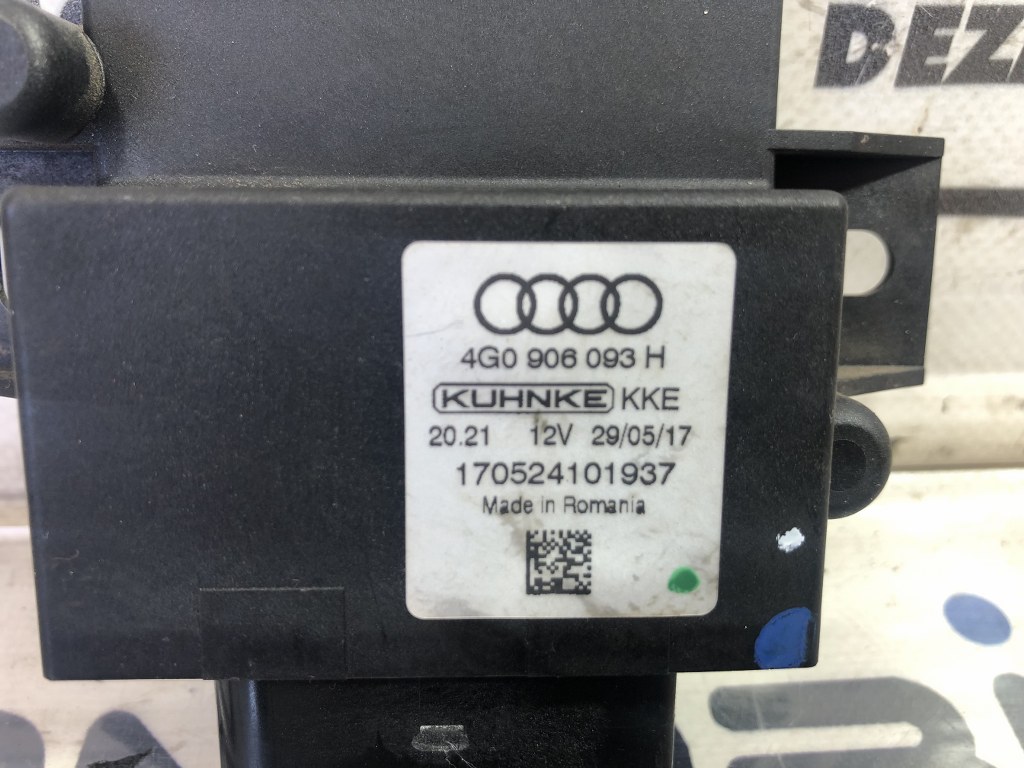 4G0 906 093 H
KUHNKE KKE
20.21 12V 29/05/17
170524101937
Made in Romania